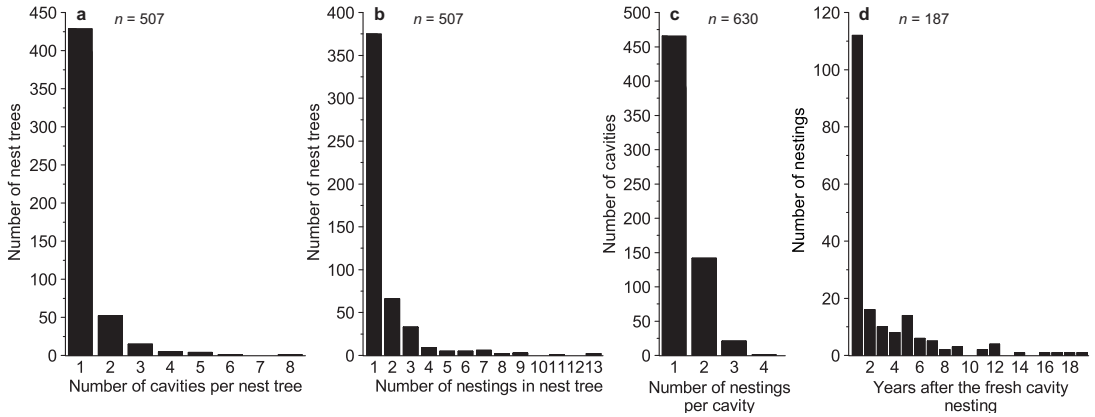 a
n = 507
450
400
350
300
250
200
150
100
50
0
Number of nest trees
1 2 3 4 5 6 7 8
Number of cavities per nest tree
b
n = 507
400
350
300
250
200
150
100
50
0
Number of nest trees
1 2 3 4 5 6 7 8 9 10 11 12 13
Number of nestings in nest tree
c
n = 630
500
450
400
350
300
250
200
150
100
50
0
Number of cavities
1 2 3 4
Number of nestings
per cavity
d
n = 187
120
100
80
60
40
20
0
Number of nestings
2 4 6 8 10 12 14 16 18
Years after the fresh cavity
nesting